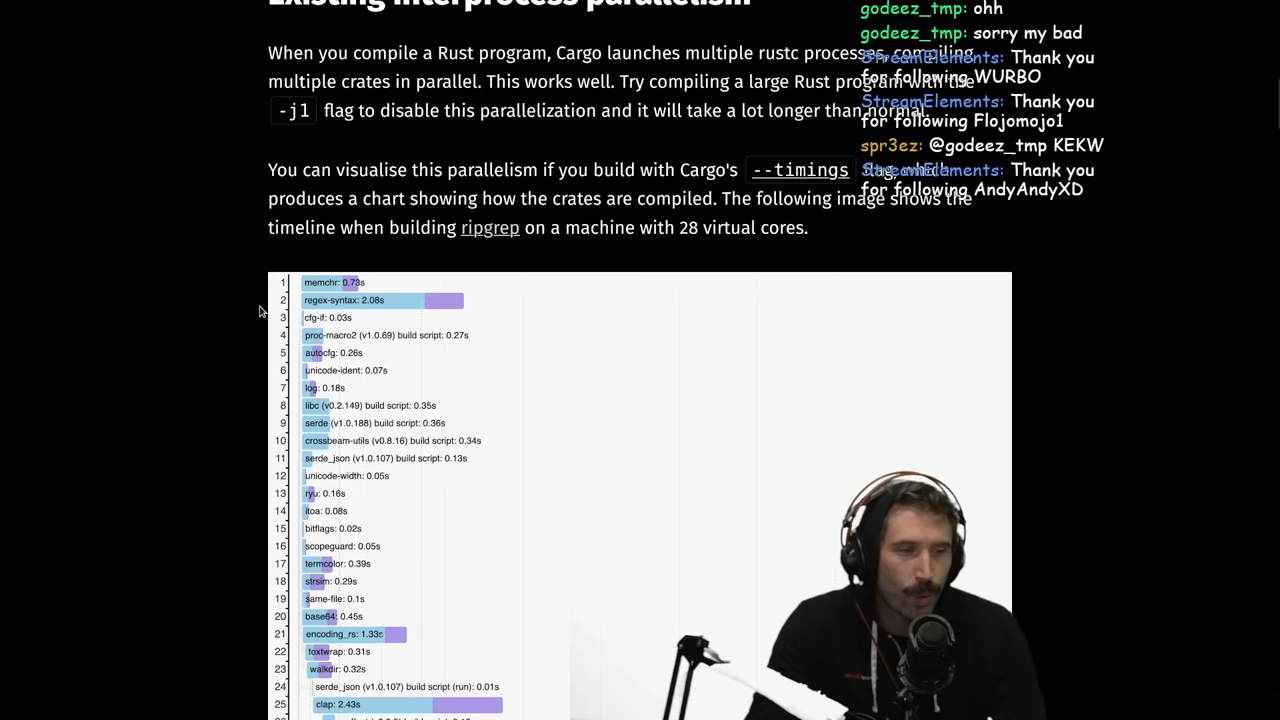 Existing interprocess parallelism
When you compile a Rust program, Cargo launches multiple rustc processes, compiling
multiple crates in parallel. This works well. Try compiling a large Rust program with the
-j1 flag to disable this parallelization and it will take a lot longer than normal.
You can visualise this parallelism if you build with Cargo's --timings flag, which
produces a chart showing how the crates are compiled. The following image shows the
timeline when building ripgrep on a machine with 28 virtual cores.
godeez_tmp: ohh
godeez_tmp: sorry my bad
StreamElements: Thank you
for following WURBO
StreamElements: Thank you
for following Flojomojo1
spr3ez: @godeez_tmp KEKW
StreamElements: Thank you
for following AndyAndyXD
1 memchr: 0.73s
2 regex-syntax: 2.08s
3 cfg-if: 0.03s
4 proc-macro2 (v1.0.69) build script: 0.27s
5 autocfg: 0.26s
6 unicode-ident: 0.07s
7 log: 0.18s
8 libc (v0.2.149) build script: 0.35s
9 serde (v1.0.188) build script: 0.36s
10 crossbeam-utils (v0.8.16) build script: 0.34s
11 serde_json (v1.0.107) build script: 0.13s
12 unicode-width: 0.05s
13 ryu: 0.16s
14 itoa: 0.08s
15 bitflags: 0.02s
16 scopeguard: 0.05s
17 termcolor: 0.39s
18 strsim: 0.29s
19 same-file: 0.1s
20 base64: 0.45s
21 encoding_rs: 1.33s
22 textwrap: 0.31s
23 walkdir: 0.32s
24 serde_json (v1.0.107) build script (run): 0.01s
25 clap: 2.43s